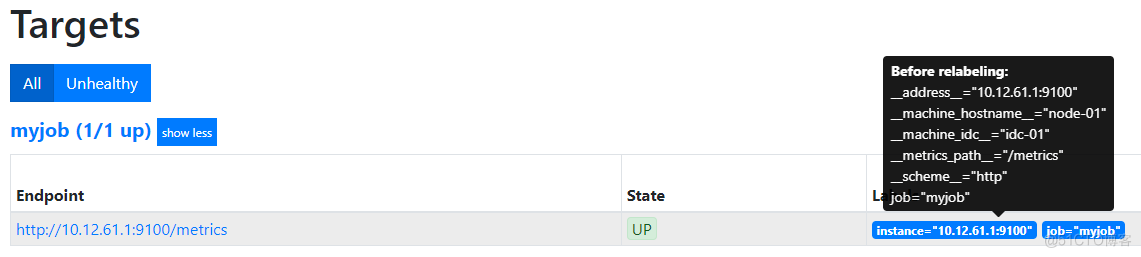 Targets
All Unhealthy
myjob (1/1 up) show less
Before relabeling:
__address__="10.12.61.1:9100"
__machine_hostname__="node-01"
__machine_idc__="idc-01"
__metrics_path__="/metrics"
__scheme__="http"
job="myjob"
Endpoint State
http://10.12.61.1:9100/metrics UP instance="10.12.61.1:9100" job="myjob"
@51CTO博客